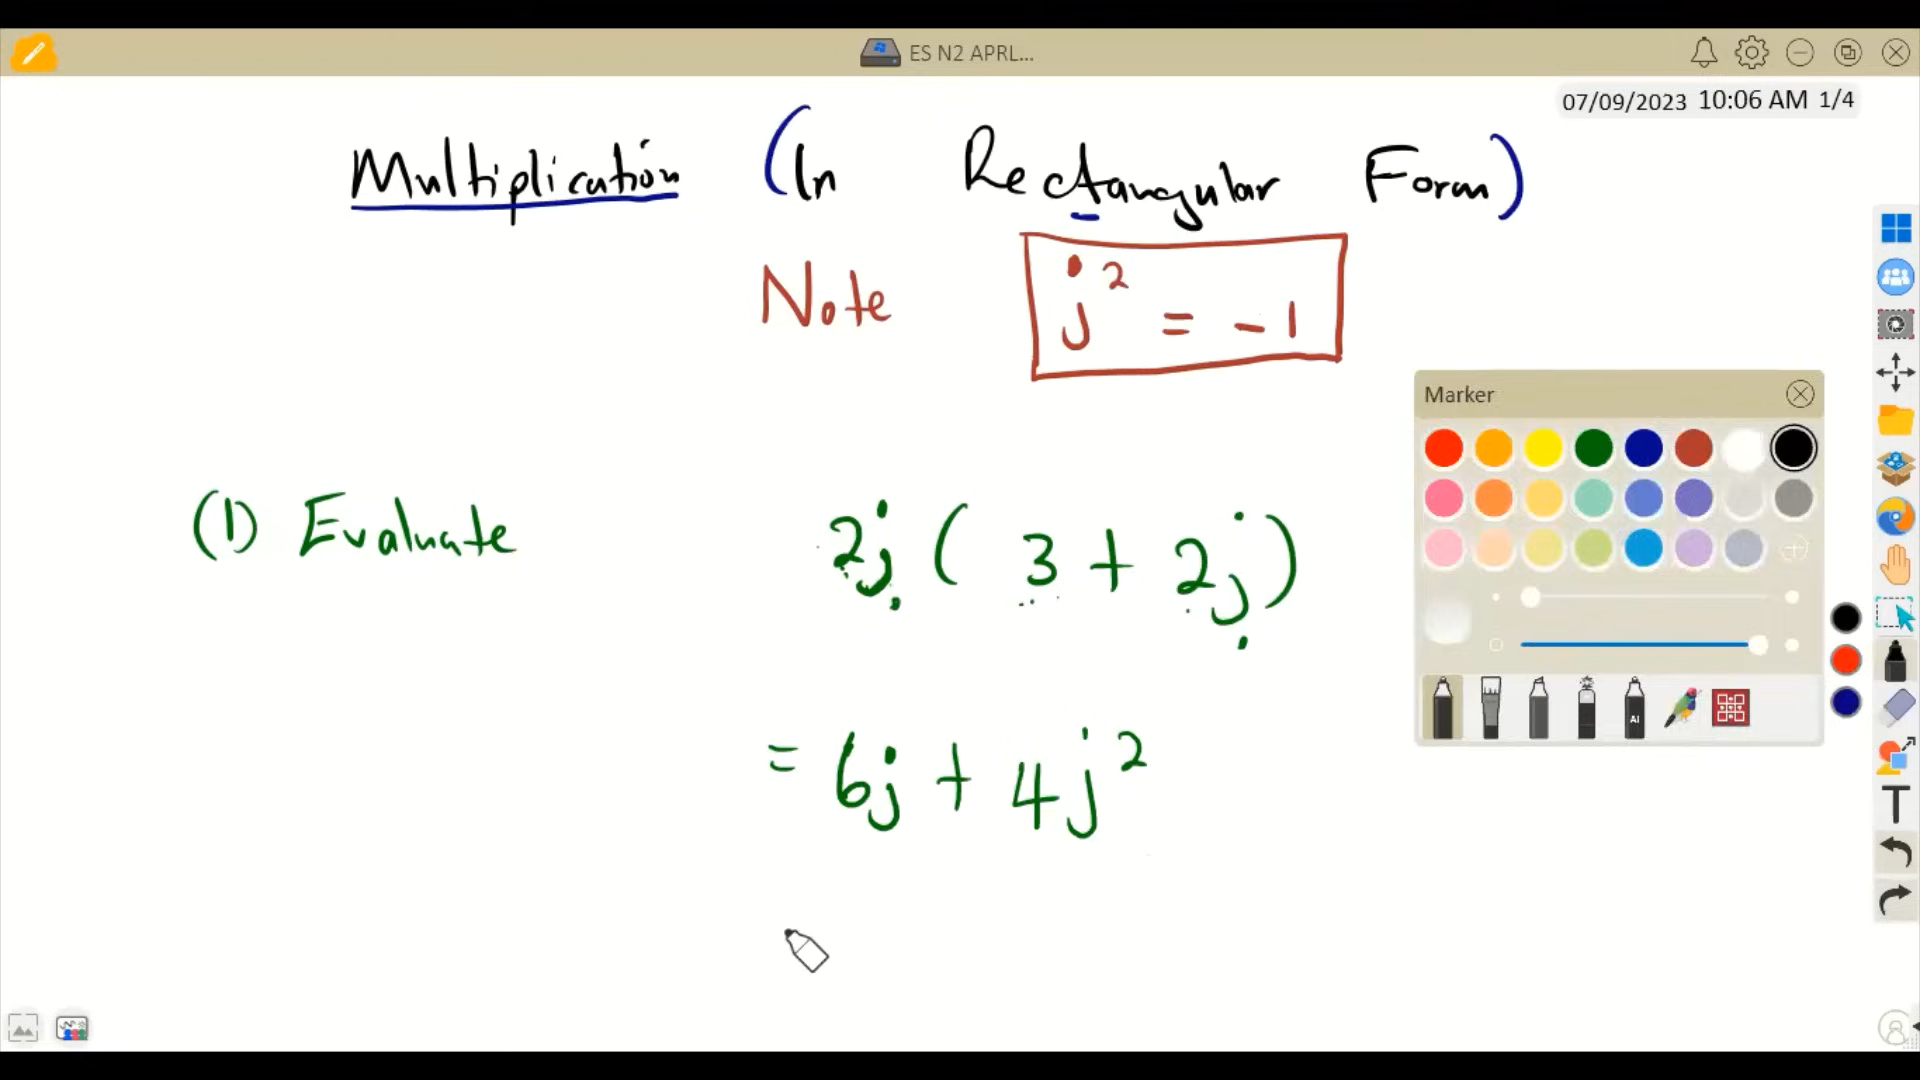 ES N2 APRL...
07/09/2023 10:06 AM 1/4
Multiplication (In Rectangular Form)
Note j² = -1
Marker
(1) Evaluate 2j ( 3 + 2j )
AI
= 6j + 4j²
T